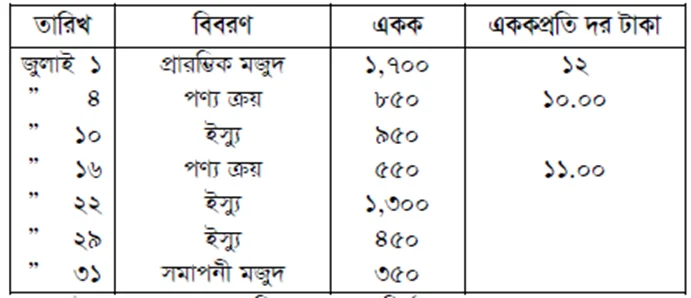 তারিখ বিবরণ একক এককপ্রতি দর টাকা
জুলাই ১ প্রারম্ভিক মজুদ ১,৭০০ ১২
” ৪ পণ্য ক্রয় ৮৫০ ১০.০০
” ১০ ইস্যু ৯৫০
” ১৬ পণ্য ক্রয় ৫৫০ ১১.০০
” ২২ ইস্যু ১,৩০০
” ২৯ ইস্যু ৪৫০
” ৩১ সমাপনী মজুদ ৩৫০